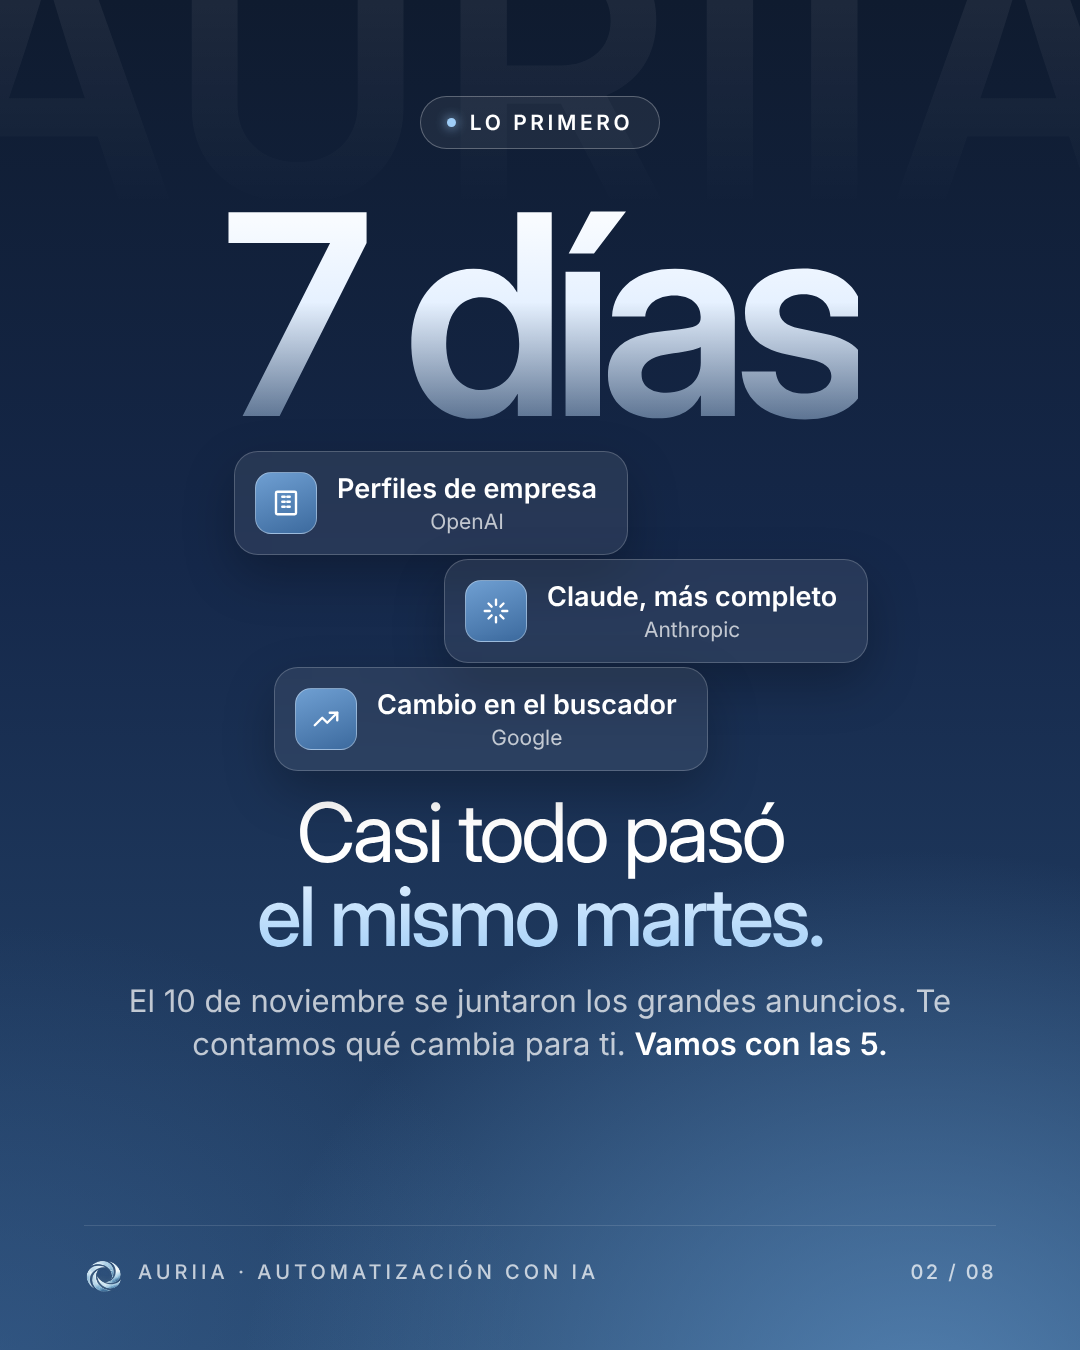 AURIIA
LO PRIMERO
7 días
Perfiles de empresa
OpenAI
Claude, más completo
Anthropic
Cambio en el buscador
Google
Casi todo pasó
el mismo martes.
El 10 de noviembre se juntaron los grandes anuncios. Te
contamos qué cambia para ti. Vamos con las 5.
AURIIA · AUTOMATIZACIÓN CON IA
02 / 08